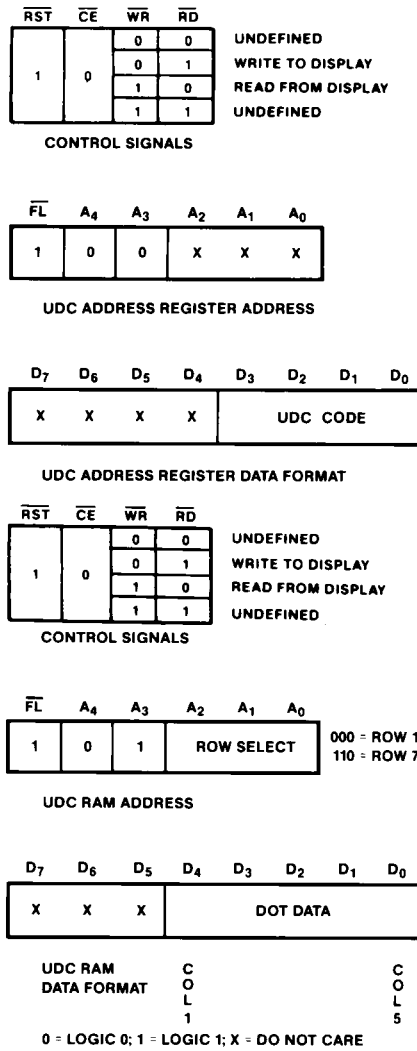 RST CE WR RD
0 0 UNDEFINED
1 0 0 1 WRITE TO DISPLAY
1 0 READ FROM DISPLAY
1 1 UNDEFINED
CONTROL SIGNALS
FL A4 A3 A2 A1 A0
1 0 0 X X X
UDC ADDRESS REGISTER ADDRESS
D7 D6 D5 D4 D3 D2 D1 D0
X X X X UDC CODE
UDC ADDRESS REGISTER DATA FORMAT
RST CE WR RD
0 0 UNDEFINED
1 0 0 1 WRITE TO DISPLAY
1 0 READ FROM DISPLAY
1 1 UNDEFINED
CONTROL SIGNALS
FL A4 A3 A2 A1 A0
1 0 1 ROW SELECT 000 = ROW 1
110 = ROW 7
UDC RAM ADDRESS
D7 D6 D5 D4 D3 D2 D1 D0
X X X DOT DATA
UDC RAM DATA FORMAT
COL 1
COL 5
0 = LOGIC 0; 1 = LOGIC 1; X = DO NOT CARE